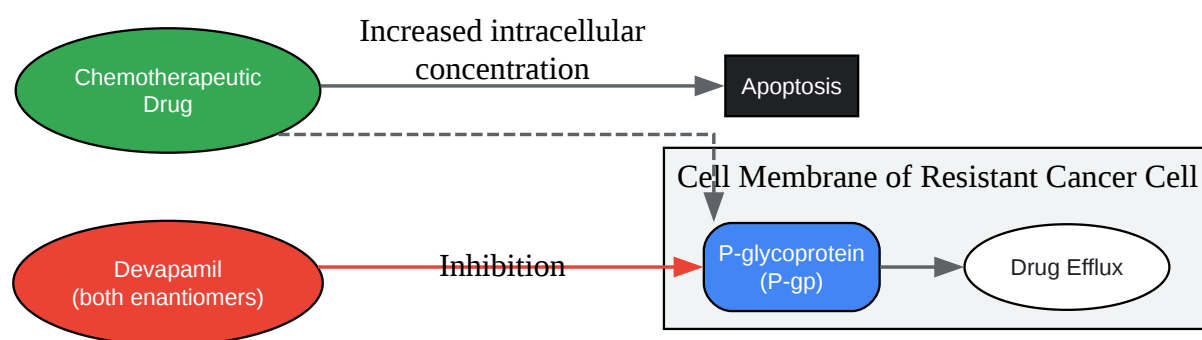 Increased intracellular
concentration
Chemotherapeutic
Drug
Apoptosis
Cell Membrane of Resistant Cancer Cell
Devapamil
(both enantiomers)
Inhibition
P-glycoprotein
(P-gp)
Drug Efflux